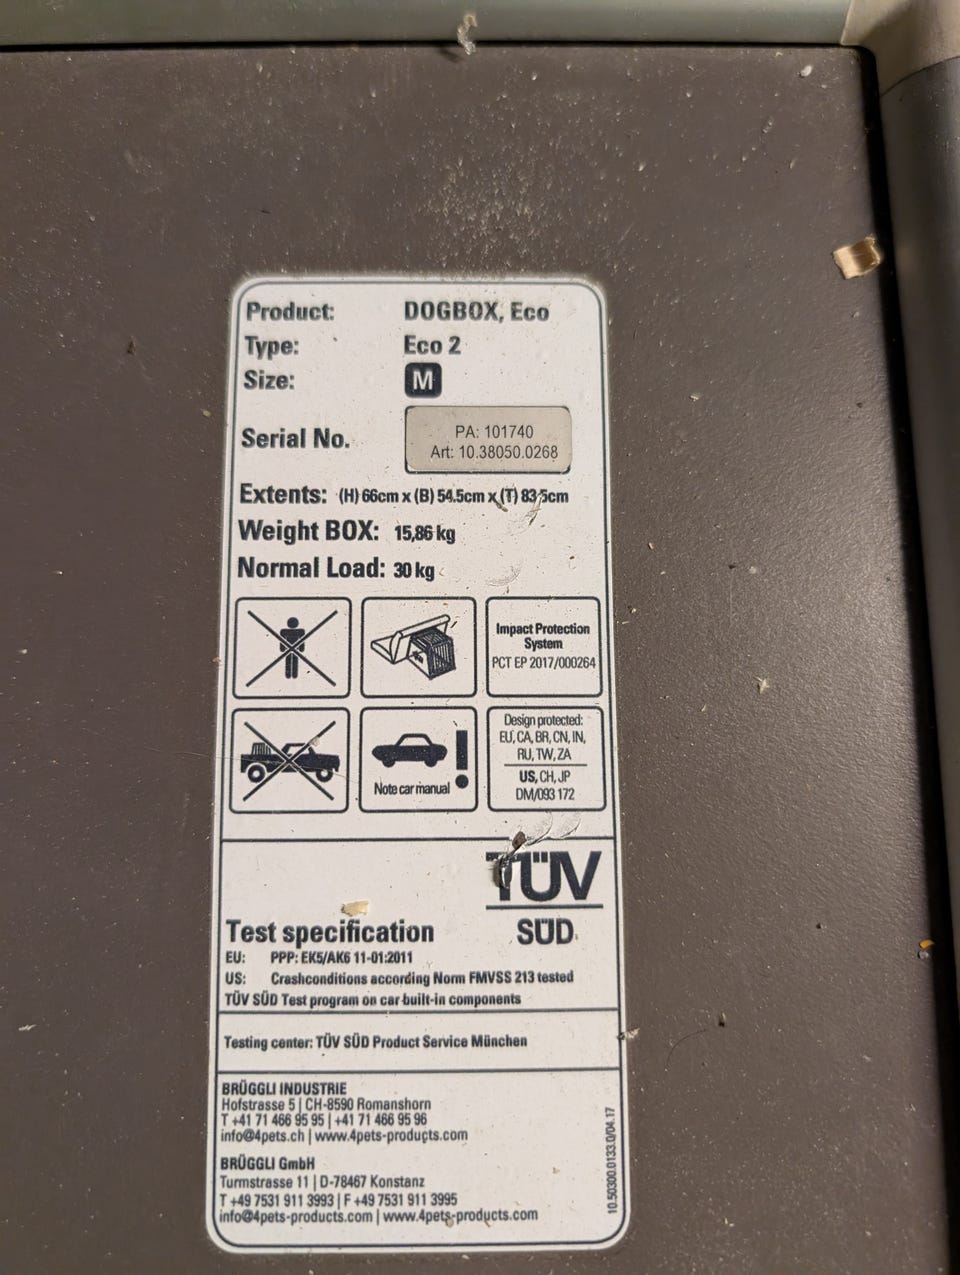 Product: DOGBOX, Eco
Type: Eco 2
Size: M
Serial No.
PA: 101740
Art: 10.38050.0268
Extents: (H) 66cm x (B) 54.5cm x (T) 83.5cm
Weight BOX: 15,86 kg
Normal Load: 30 kg
Impact Protection
System
PCT EP 2017/000264
Note car manual
Design protected:
EU, CA, BR, CN, IN,
RU, TW, ZA
US, CH, JP
DM/093 172
TÜV
SÜD
Test specification
EU: PPP: EK5/AK6 11-01:2011
US: Crashconditions according Norm FMVSS 213 tested
TÜV SÜD Test program on car built-in components
Testing center: TÜV SÜD Product Service München
BRÜGGLI INDUSTRIE
Hofstrasse 5 | CH-8590 Romanshorn
T +41 71 466 95 95 | +41 71 466 95 96
info@4pets.ch | www.4pets-products.com
BRÜGGLI GmbH
Turmstrasse 11 | D-78467 Konstanz
T +49 7531 911 3993 | F +49 7531 911 3995
info@4pets-products.com | www.4pets-products.com
10.50300.0133.0/04.17